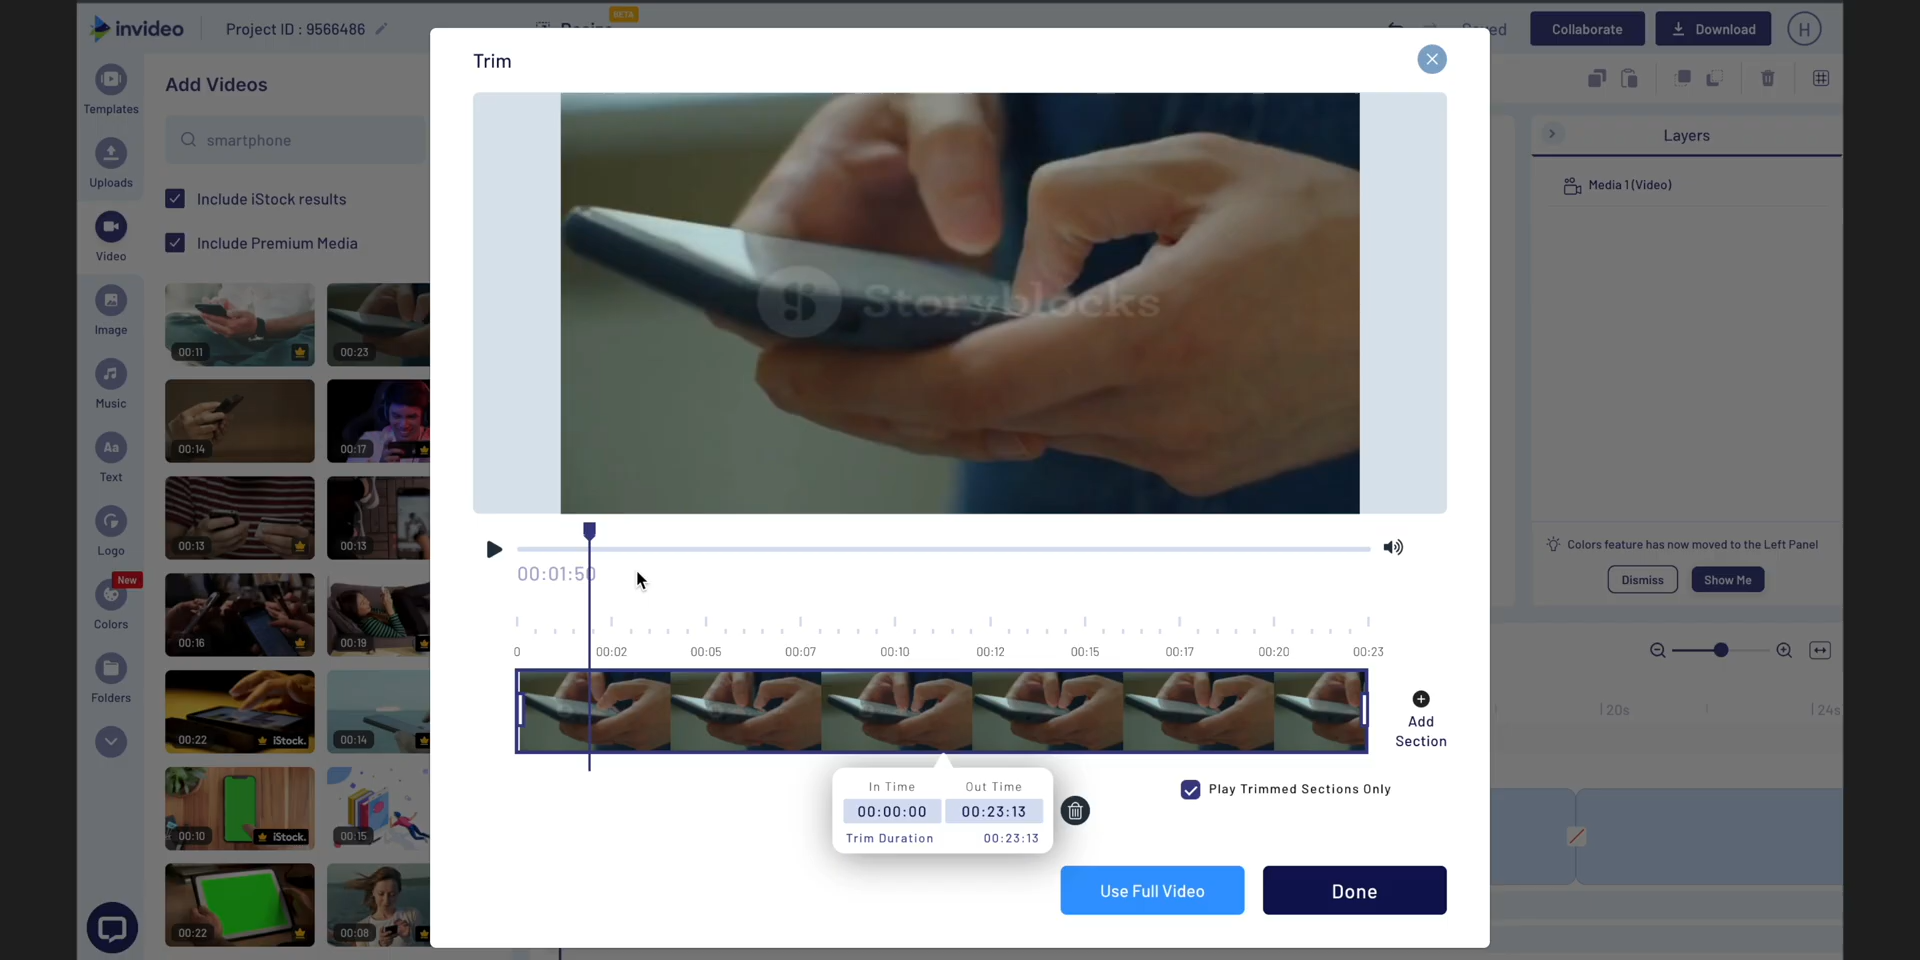 invideo
Project ID : 9566486
BETA
Saved
Collaborate
Download
H
Templates
Uploads
Video
Image
Music
Aa
Text
Logo
New
Colors
Folders
Add Videos
smartphone
Include iStock results
Include Premium Media
00:11
00:23
00:14
00:17
00:13
00:13
00:16
00:19
00:22
iStock.
00:14
00:10
iStock.
00:15
00:22
00:08
Trim
Storyblocks
00:01:50
0
00:02
00:05
00:07
00:10
00:12
00:15
00:17
00:20
00:23
Add
Section
In Time
Out Time
00:00:00
00:23:13
Trim Duration
00:23:13
Play Trimmed Sections Only
Use Full Video
Done
Layers
Media 1 (Video)
Colors feature has now moved to the Left Panel
Dismiss
Show Me
20s
24s